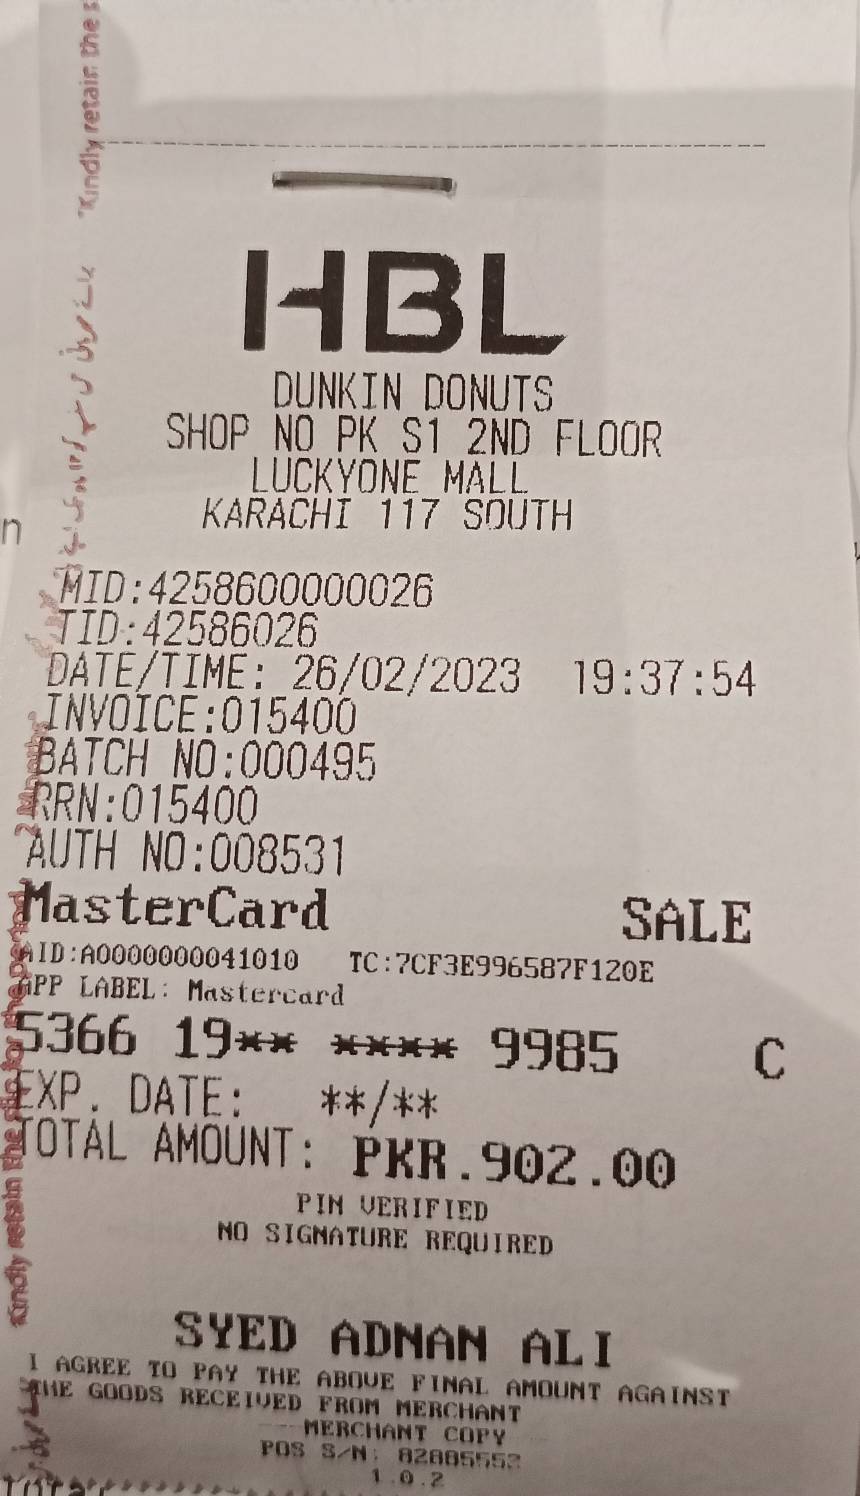 HBL
DUNKIN DONUTS
SHOP NO PK S1 2ND FLOOR
LUCKYONE MALL
KARACHI 117 SOUTH
MID:4258600000026
TID:42586026
DATE/TIME: 26/02/2023 19:37:54
INVOICE:015400
BATCH NO:000495
RRN:015400
AUTH NO:008531
MasterCard SALE
AID:A0000000041010 TC:7CF3E996587F120E
APP LABEL: Mastercard
5366 19** **** 9985 C
EXP. DATE: **/**
TOTAL AMOUNT: PKR.902.00
PIN VERIFIED
NO SIGNATURE REQUIRED
SYED ADNAN ALI
I AGREE TO PAY THE ABOVE FINAL AMOUNT AGAINST
THE GOODS RECEIVED FROM MERCHANT
MERCHANT COPY
POS S/N: 82885552
1.0.2
"Kindly retain the slip for the period 2 Months"
"Kindly retain the s